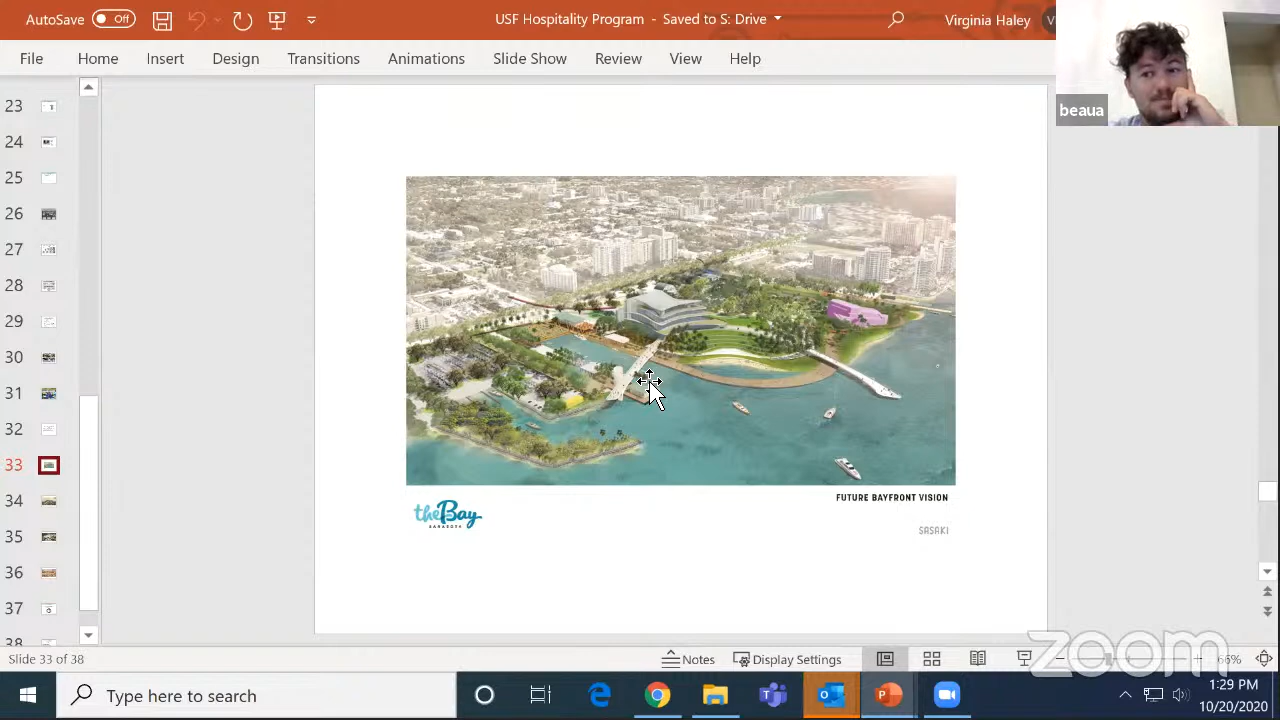 AutoSave Off USF Hospitality Program - Saved to S: Drive Virginia Haley
File Home Insert Design Transitions Animations Slide Show Review View Help
beaua
23
24
25
26
27
28
29
30
31
32
33
34
35
36
37
38
theBay
SARASOTA
FUTURE BAYFRONT VISION
SASAKI
Slide 33 of 38 Notes Display Settings 66%
zoom
Type here to search
1:29 PM
10/20/2020